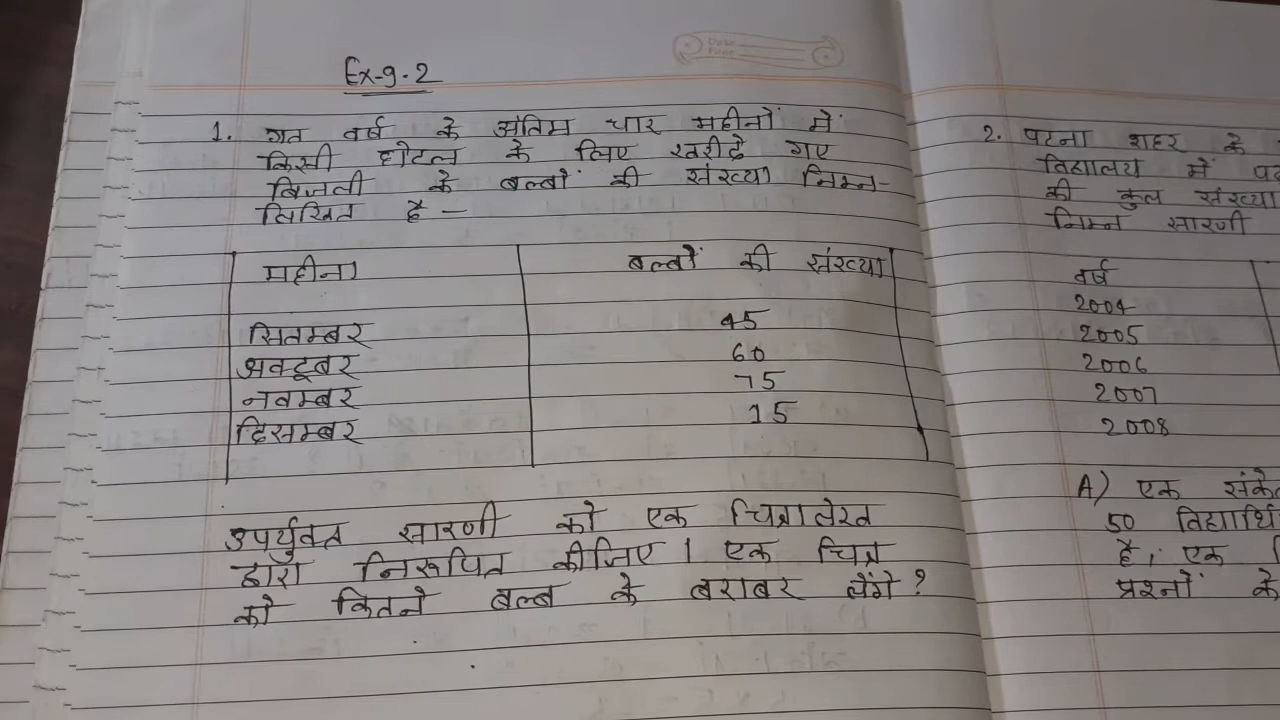 Ex-9.2
1. गत वर्ष के अंतिम चार महीनों में
किसी होटल के लिए खरीदे गए
बिजली के बल्बों की संख्या निम्न-
लिखित है –
महीना बल्बों की संख्या
सितम्बर 45
अक्टूबर 60
नवम्बर 75
दिसम्बर 15
उपर्युक्त सारणी को एक चित्रालेख
द्वारा निरूपित कीजिए। एक चित्र
को कितने बल्ब के बराबर लेंगे?
2. पटना शहर के
विद्यालय में
की कुल संख्या
निम्न सारणी
वर्ष
2004
2005
2006
2007
2008
A) एक
50
है, एक
प्रश्नों के